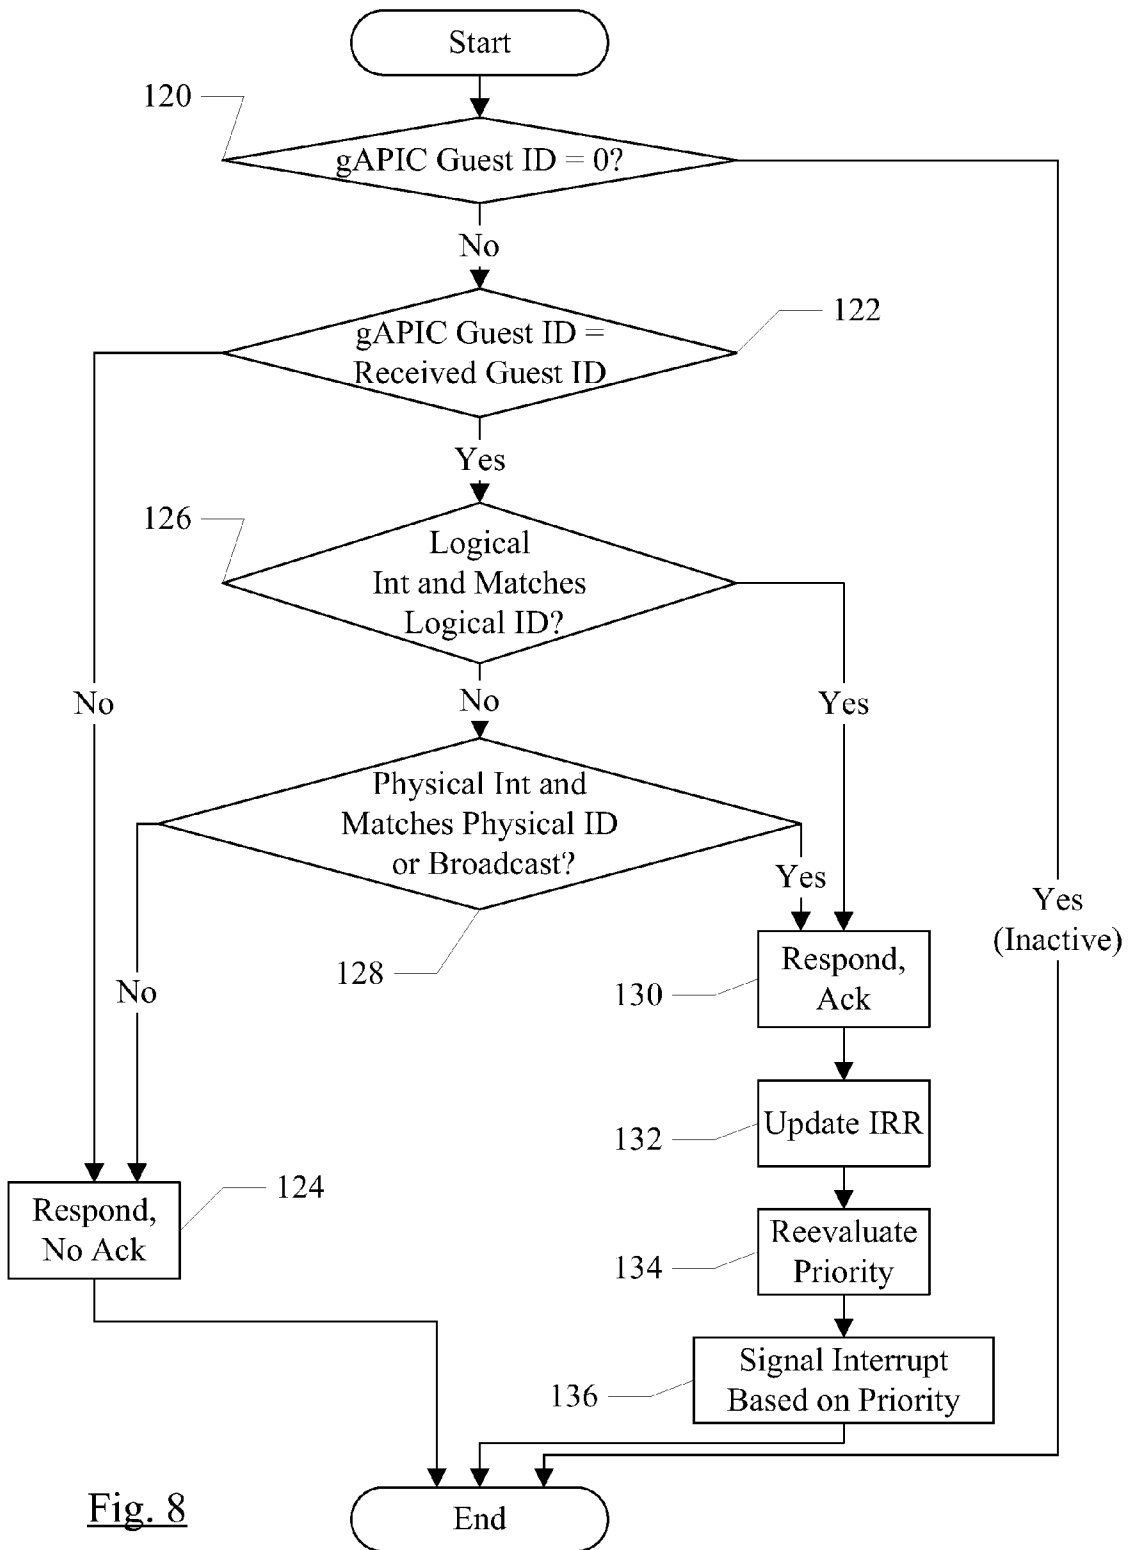 Start
120
gAPIC Guest ID = 0?
No
gAPIC Guest ID =
Received Guest ID
122
Yes
126
Logical
Int and Matches
Logical ID?
No
No
Yes
Physical Int and
Matches Physical ID
or Broadcast?
Yes
Yes
(Inactive)
128
No
Respond,
Ack
130
Update IRR
132
Respond,
No Ack
124
Reevaluate
Priority
134
Signal Interrupt
Based on Priority
136
End
Fig. 8